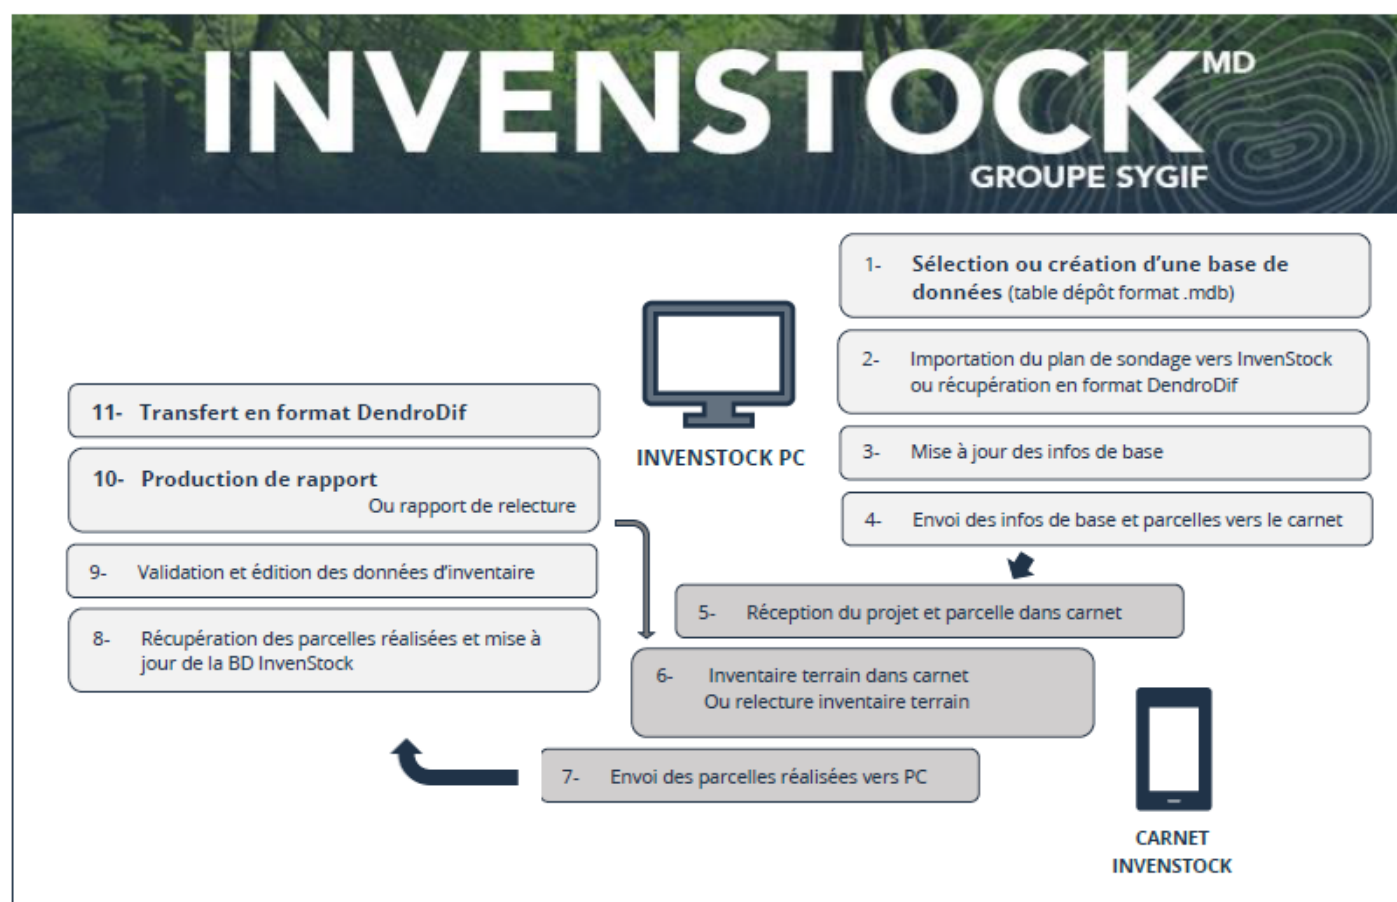 INVENSTOCK MD
GROUPE SYGIF
1- Sélection ou création d’une base de
données (table dépôt format .mdb)
2- Importation du plan de sondage vers InvenStock
ou récupération en format DendroDif
3- Mise à jour des infos de base
4- Envoi des infos de base et parcelles vers le carnet
INVENSTOCK PC
5- Réception du projet et parcelle dans carnet
6- Inventaire terrain dans carnet
Ou relecture inventaire terrain
7- Envoi des parcelles réalisées vers PC
CARNET
INVENSTOCK
11- Transfert en format DendroDif
10- Production de rapport
Ou rapport de relecture
9- Validation et édition des données d’inventaire
8- Récupération des parcelles réalisées et mise à
jour de la BD InvenStock